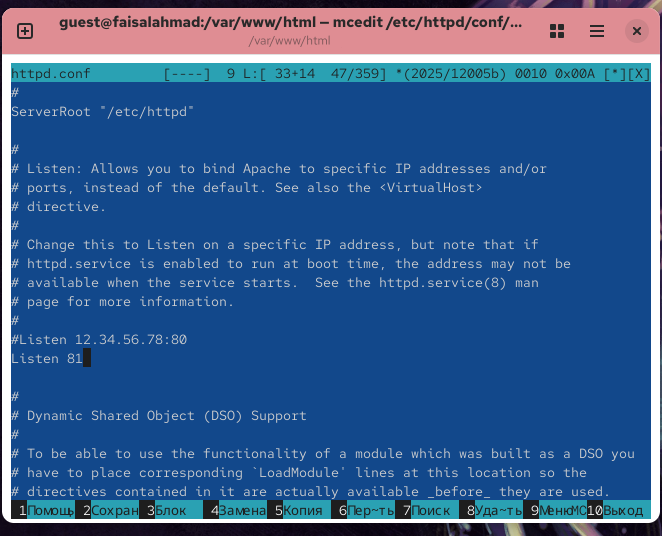 guest@faisalahmad:/var/www/html — mcedit /etc/httpd/conf/...
/var/www/html
httpd.conf [----] 9 L:[ 33+14 47/359] *(2025/12005b) 0010 0x00A [*][X]
#
ServerRoot "/etc/httpd"
#
# Listen: Allows you to bind Apache to specific IP addresses and/or
# ports, instead of the default. See also the <VirtualHost>
# directive.
#
# Change this to Listen on a specific IP address, but note that if
# httpd.service is enabled to run at boot time, the address may not be
# available when the service starts.  See the httpd.service(8) man
# page for more information.
#
#Listen 12.34.56.78:80
Listen 81
#
# Dynamic Shared Object (DSO) Support
#
# To be able to use the functionality of a module which was built as a DSO you
# have to place corresponding `LoadModule' lines at this location so the
# directives contained in it are actually available _before_ they are used.
1Помощь 2Сохран 3Блок 4Замена 5Копия 6Пер~ть 7Поиск 8Уда~ть 9МенюMC 10Выход